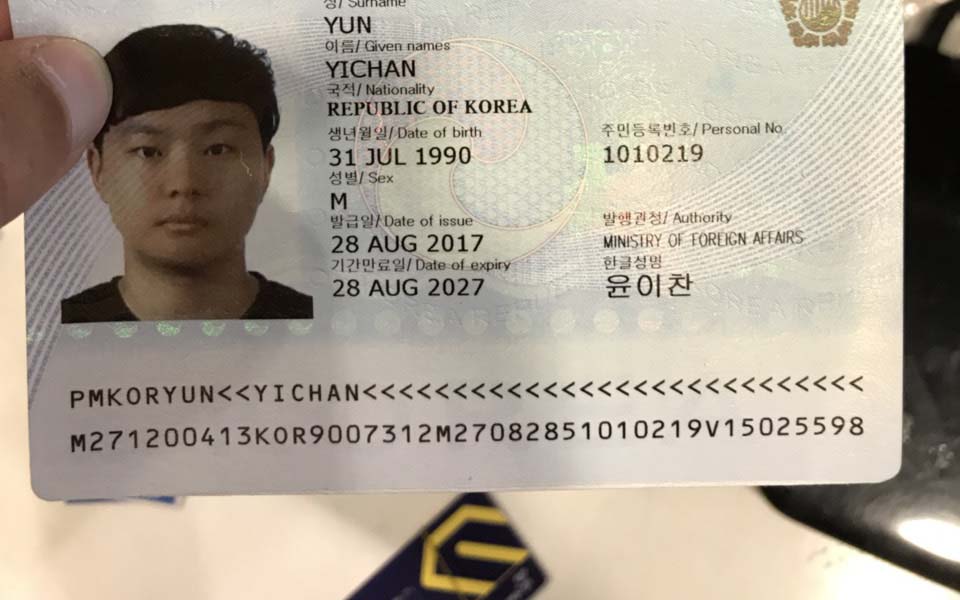 성/ Surname
YUN
이름/ Given names
YICHAN
국적/ Nationality
REPUBLIC OF KOREA
생년월일/ Date of birth
주민등록번호/ Personal No.
31 JUL 1990
1010219
성별/ Sex
M
발급일/ Date of issue
발행관청/ Authority
28 AUG 2017
MINISTRY OF FOREIGN AFFAIRS
기간만료일/ Date of expiry
한글성명
28 AUG 2027
윤이찬
PMKORYUN<<YICHAN<<<<<<<<<<<<<<<<<<<<<<<<<<<<
M271200413KOR9007312M27082851010219V15025598